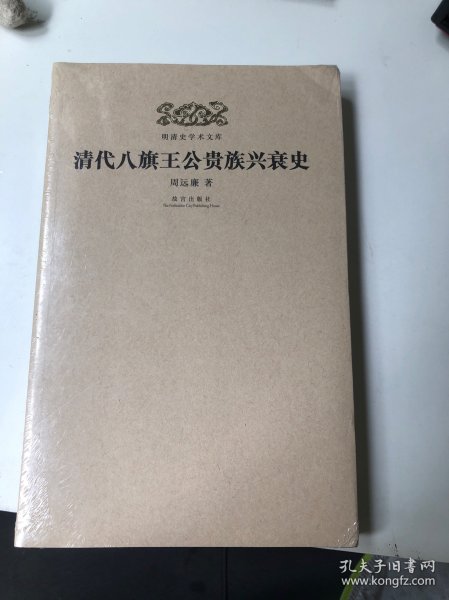 明清史学术文库
清代八旗王公贵族兴衰史
周远廉 著
故宫出版社
The Forbidden City Publishing House
孔夫子旧书网
www.kongfz.com